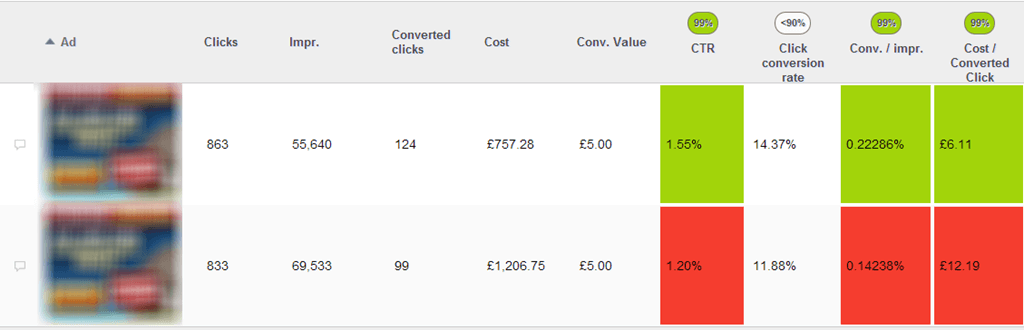 99% <90% 99% 99%
Ad Clicks Impr. Converted clicks Cost Conv. Value CTR Click conversion rate Conv. / impr. Cost / Converted Click
863 55,640 124 £757.28 £5.00 1.55% 14.37% 0.22286% £6.11
833 69,533 99 £1,206.75 £5.00 1.20% 11.88% 0.14238% £12.19